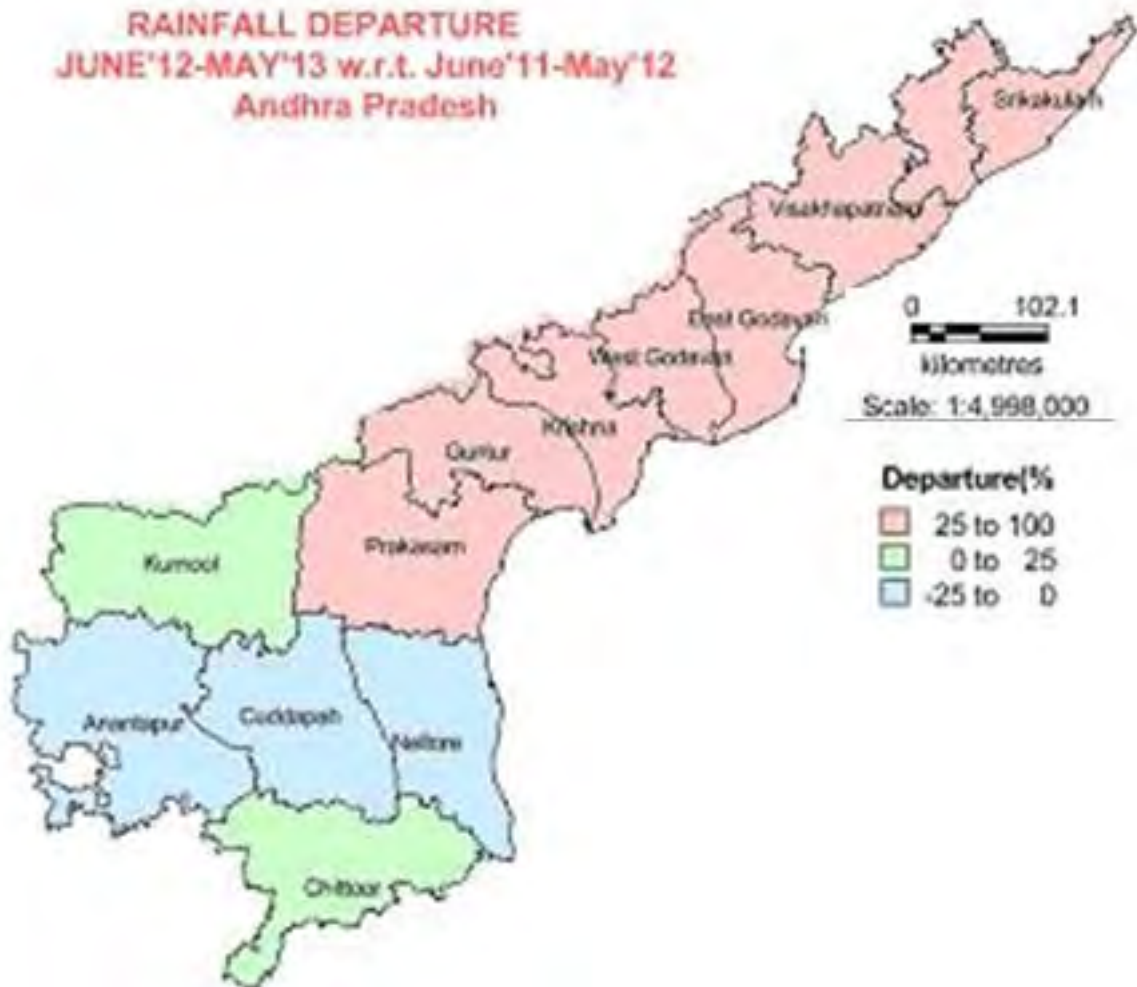 RAINFALL DEPARTURE
JUNE'12-MAY'13 w.r.t. June'11-May'12
Andhra Pradesh
Srikakulam
Visakhapatnam
East Godavari
West Godavari
Krishna
Guntur
Prakasam
Kurnool
Anantapur
Cuddapah
Nellore
Chittoor
0 102.1
kilometres
Scale: 1:4,998,000
Departure(%
25 to 100
0 to 25
-25 to 0